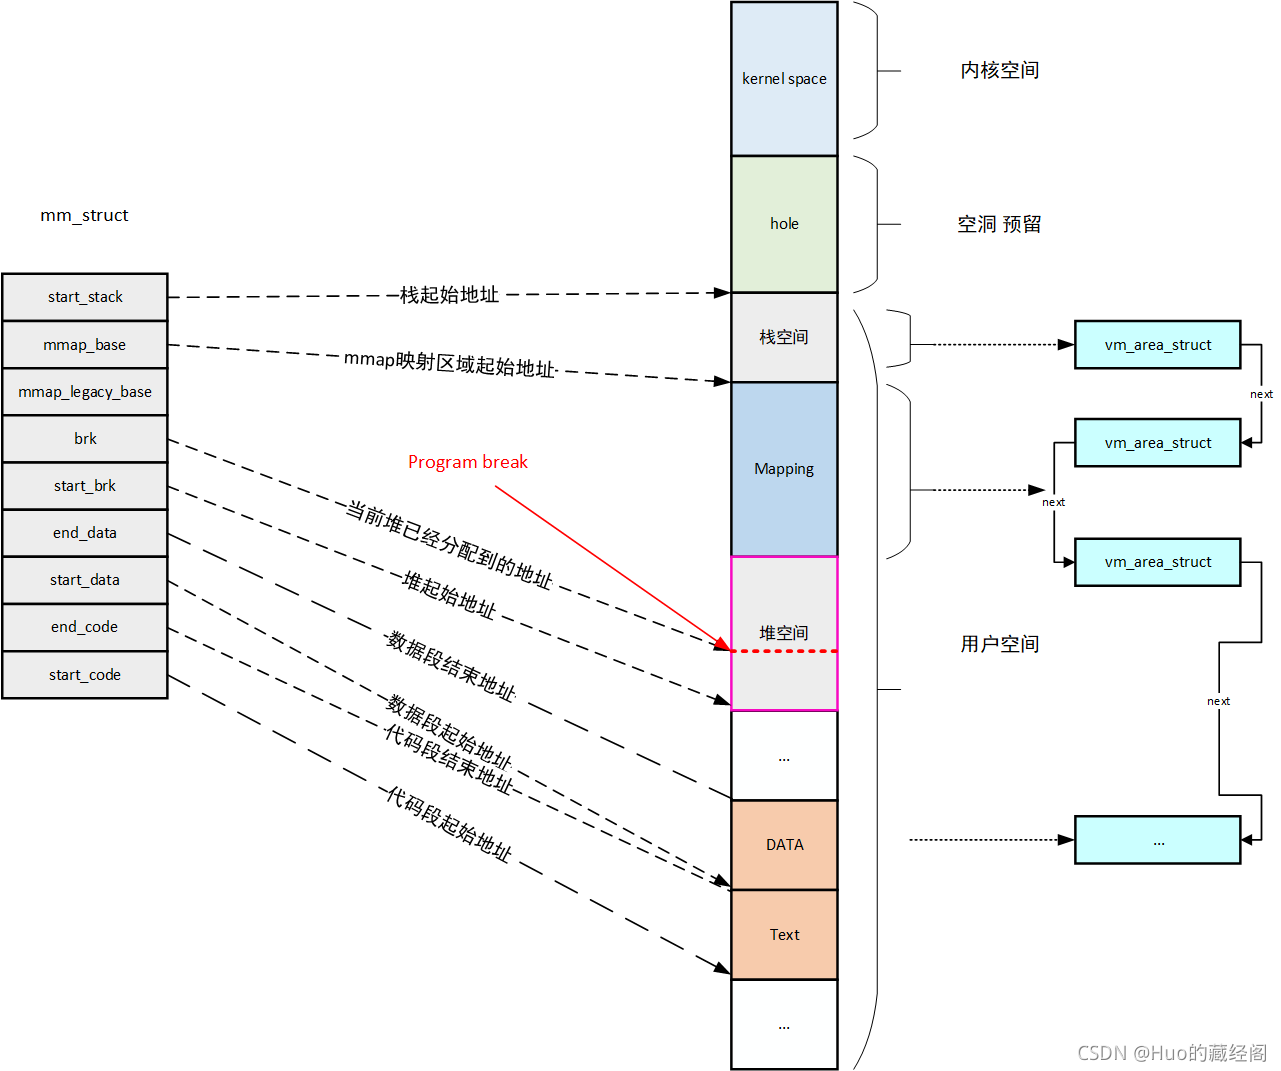 mm_struct
start_stack
mmap_base
mmap_legacy_base
brk
start_brk
end_data
start_data
end_code
start_code
栈起始地址
mmap映射区域起始地址
Program break
当前堆已经分配到的地址
堆起始地址
数据段结束地址
数据段起始地址
代码段结束地址
代码段起始地址
kernel space
hole
栈空间
Mapping
堆空间
...
DATA
Text
...
内核空间
空洞 预留
用户空间
vm_area_struct
next
vm_area_struct
next
vm_area_struct
next
...
CSDN @Huo的藏经阁